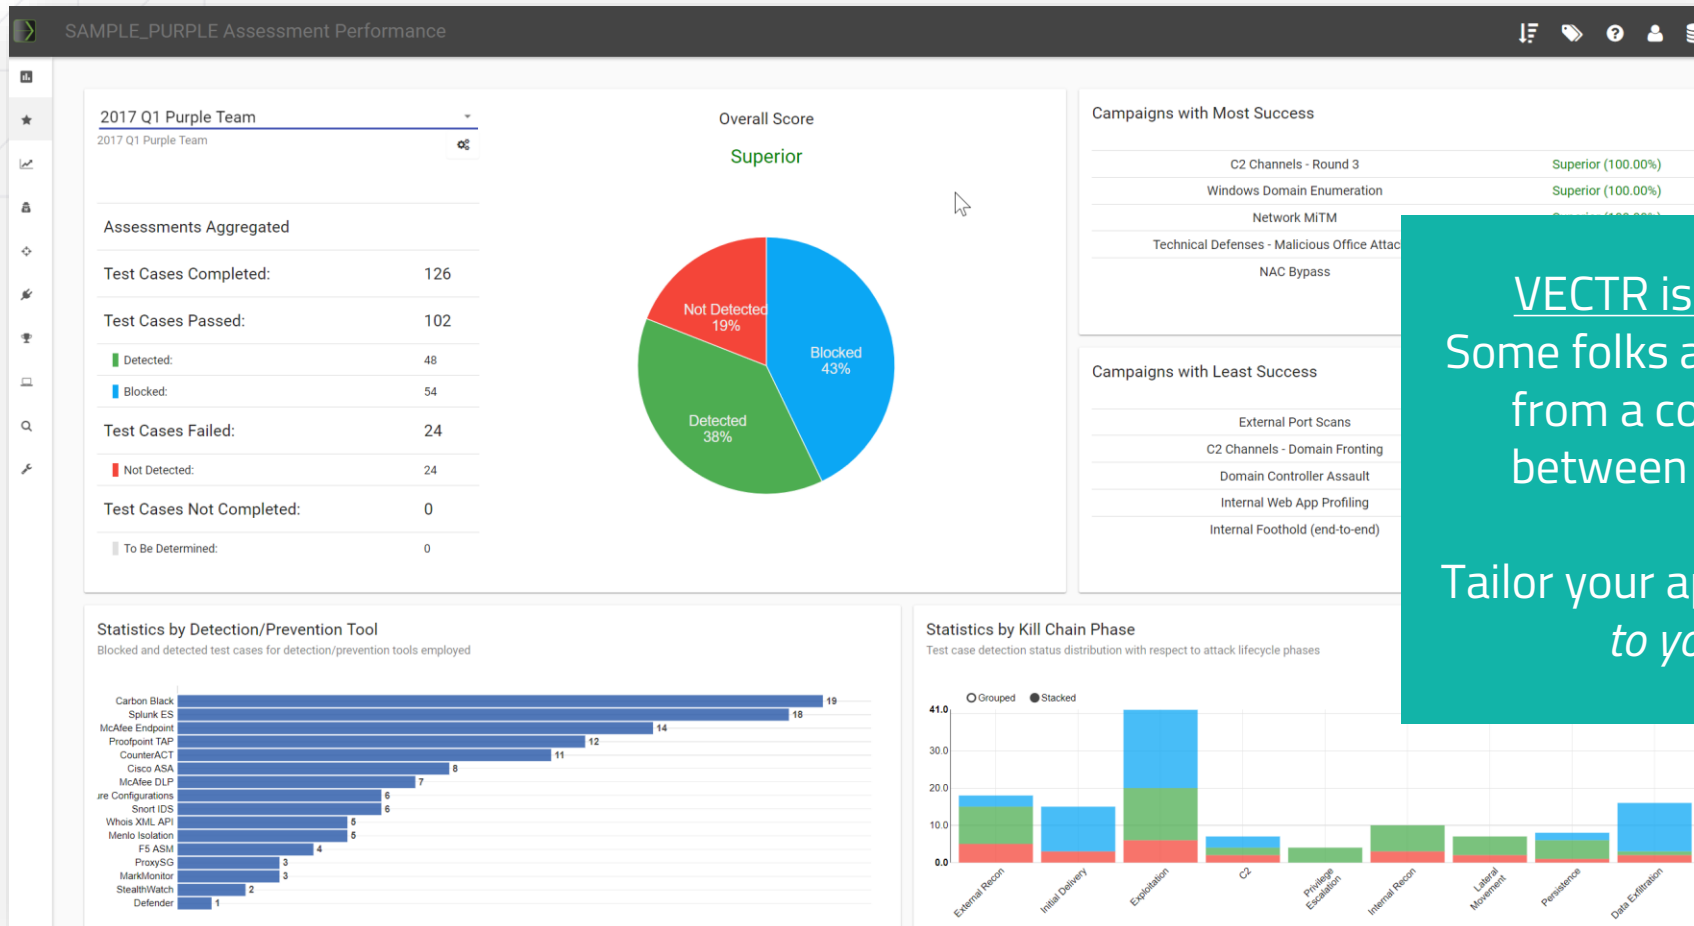 SAMPLE_PURPLE Assessment Performance
2017 Q1 Purple Team
2017 Q1 Purple Team
Assessments Aggregated
Test Cases Completed: 126
Test Cases Passed: 102
Detected: 48
Blocked: 54
Test Cases Failed: 24
Not Detected: 24
Test Cases Not Completed: 0
To Be Determined: 0
Overall Score
Superior
Not Detected
19%
Blocked
43%
Detected
38%
Campaigns with Most Success
C2 Channels - Round 3 Superior (100.00%)
Windows Domain Enumeration Superior (100.00%)
Network MiTM
Technical Defenses - Malicious Office Attac
NAC Bypass
Campaigns with Least Success
External Port Scans
C2 Channels - Domain Fronting
Domain Controller Assault
Internal Web App Profiling
Internal Foothold (end-to-end)
VECTR is
Some folks a
from a co
between
Tailor your ap
to yo
Statistics by Detection/Prevention Tool
Blocked and detected test cases for detection/prevention tools employed
Carbon Black 19
Splunk ES 18
McAfee Endpoint 14
Proofpoint TAP 12
CounterACT 11
Cisco ASA 8
McAfee DLP 7
ire Configurations 6
Snort IDS 6
Whois XML API 5
Menlo Isolation 5
F5 ASM 4
ProxySG 3
MarkMonitor 3
StealthWatch 2
Defender 1
Statistics by Kill Chain Phase
Test case detection status distribution with respect to attack lifecycle phases
Grouped Stacked
41.0
30.0
20.0
10.0
0.0
External Recon
Initial Delivery
Exploitation
C2
Privilege
Escalation
Internal Recon
Lateral
Movement
Persistence
Data Exfiltration